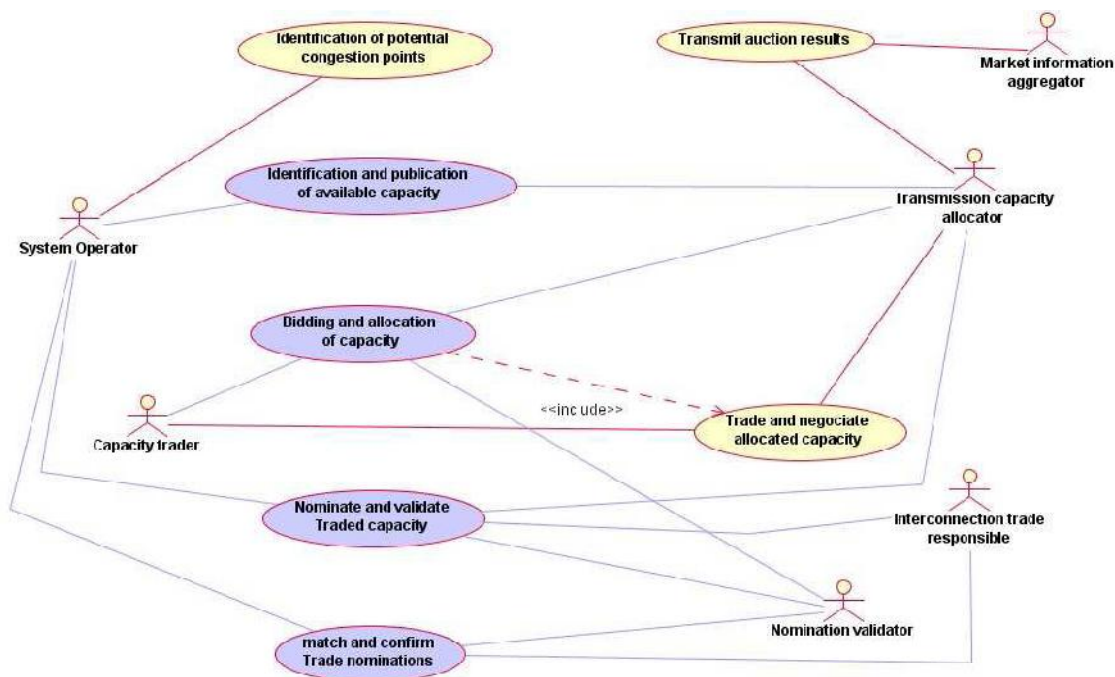 Identification of potential
congestion points
Transmit auction results
Market information
aggregator
Identification and publication
of available capacity
Transmission capacity
allocator
System Operator
Bidding and allocation
of capacity
<<include>>
Trade and negociate
allocated capacity
Capacity trader
Nominate and validate
Traded capacity
Interconnection trade
responsible
Nomination validator
match and confirm
Trade nominations